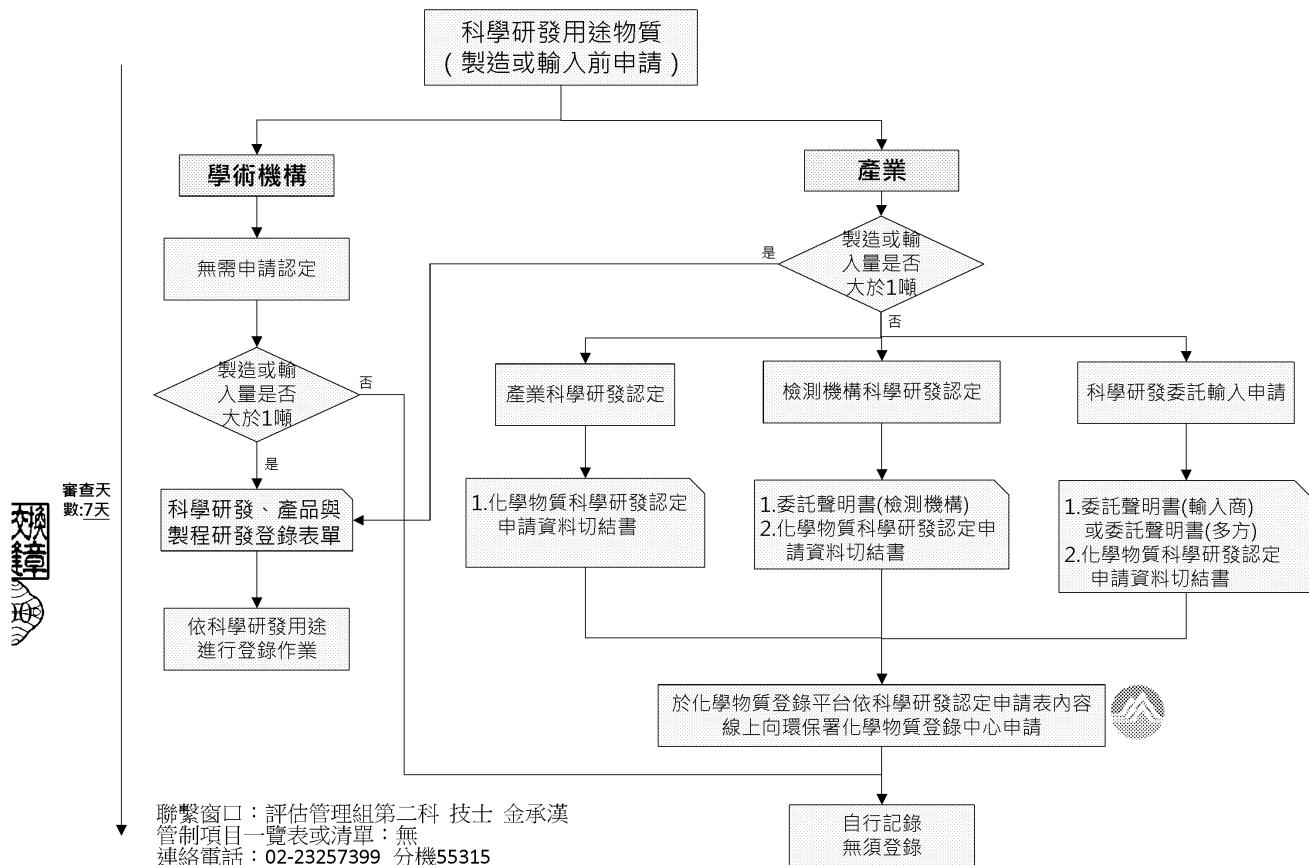 科學研發用途物質
(製造或輸入前申請)
學術機構
產業
無需申請認定
製造或輸
入量是否
大於1噸
是
否
製造或輸
入量是否
大於1噸
否
是
產業科學研發認定
檢測機構科學研發認定
科學研發委託輸入申請
審查天
數:7天
科學研發、產品與
製程研發登錄表單
1.化學物質科學研發認定
申請資料切結書
1.委託聲明書(檢測機構)
2.化學物質科學研發認定申
請資料切結書
1.委託聲明書(輸入商)
或委託聲明書(多方)
2.化學物質科學研發認定
申請資料切結書
依科學研發用途
進行登錄作業
於化學物質登錄平台依科學研發認定申請表內容
線上向環保署化學物質登錄中心申請
自行記錄
無須登錄
聯繫窗口：評估管理組第二科 技士 金承漢
管制項目一覽表或清單：無
連絡電話：02-23257399 分機55315